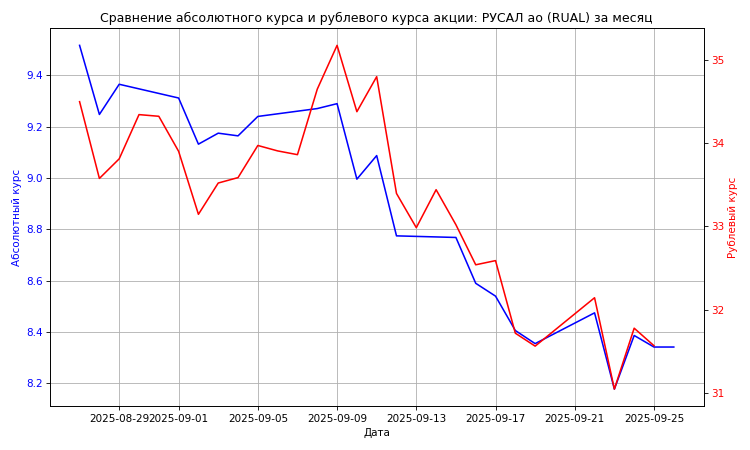 Сравнение абсолютного курса и рублевого курса акции: РУСАЛ ао (RUAL) за месяц
Абсолютный курс
9.4
9.2
9.0
8.8
8.6
8.4
8.2
35
34
33
32
31
Рублевый курс
2025-08-29 2025-09-01 2025-09-05 2025-09-09 2025-09-13 2025-09-17 2025-09-21 2025-09-25
Дата